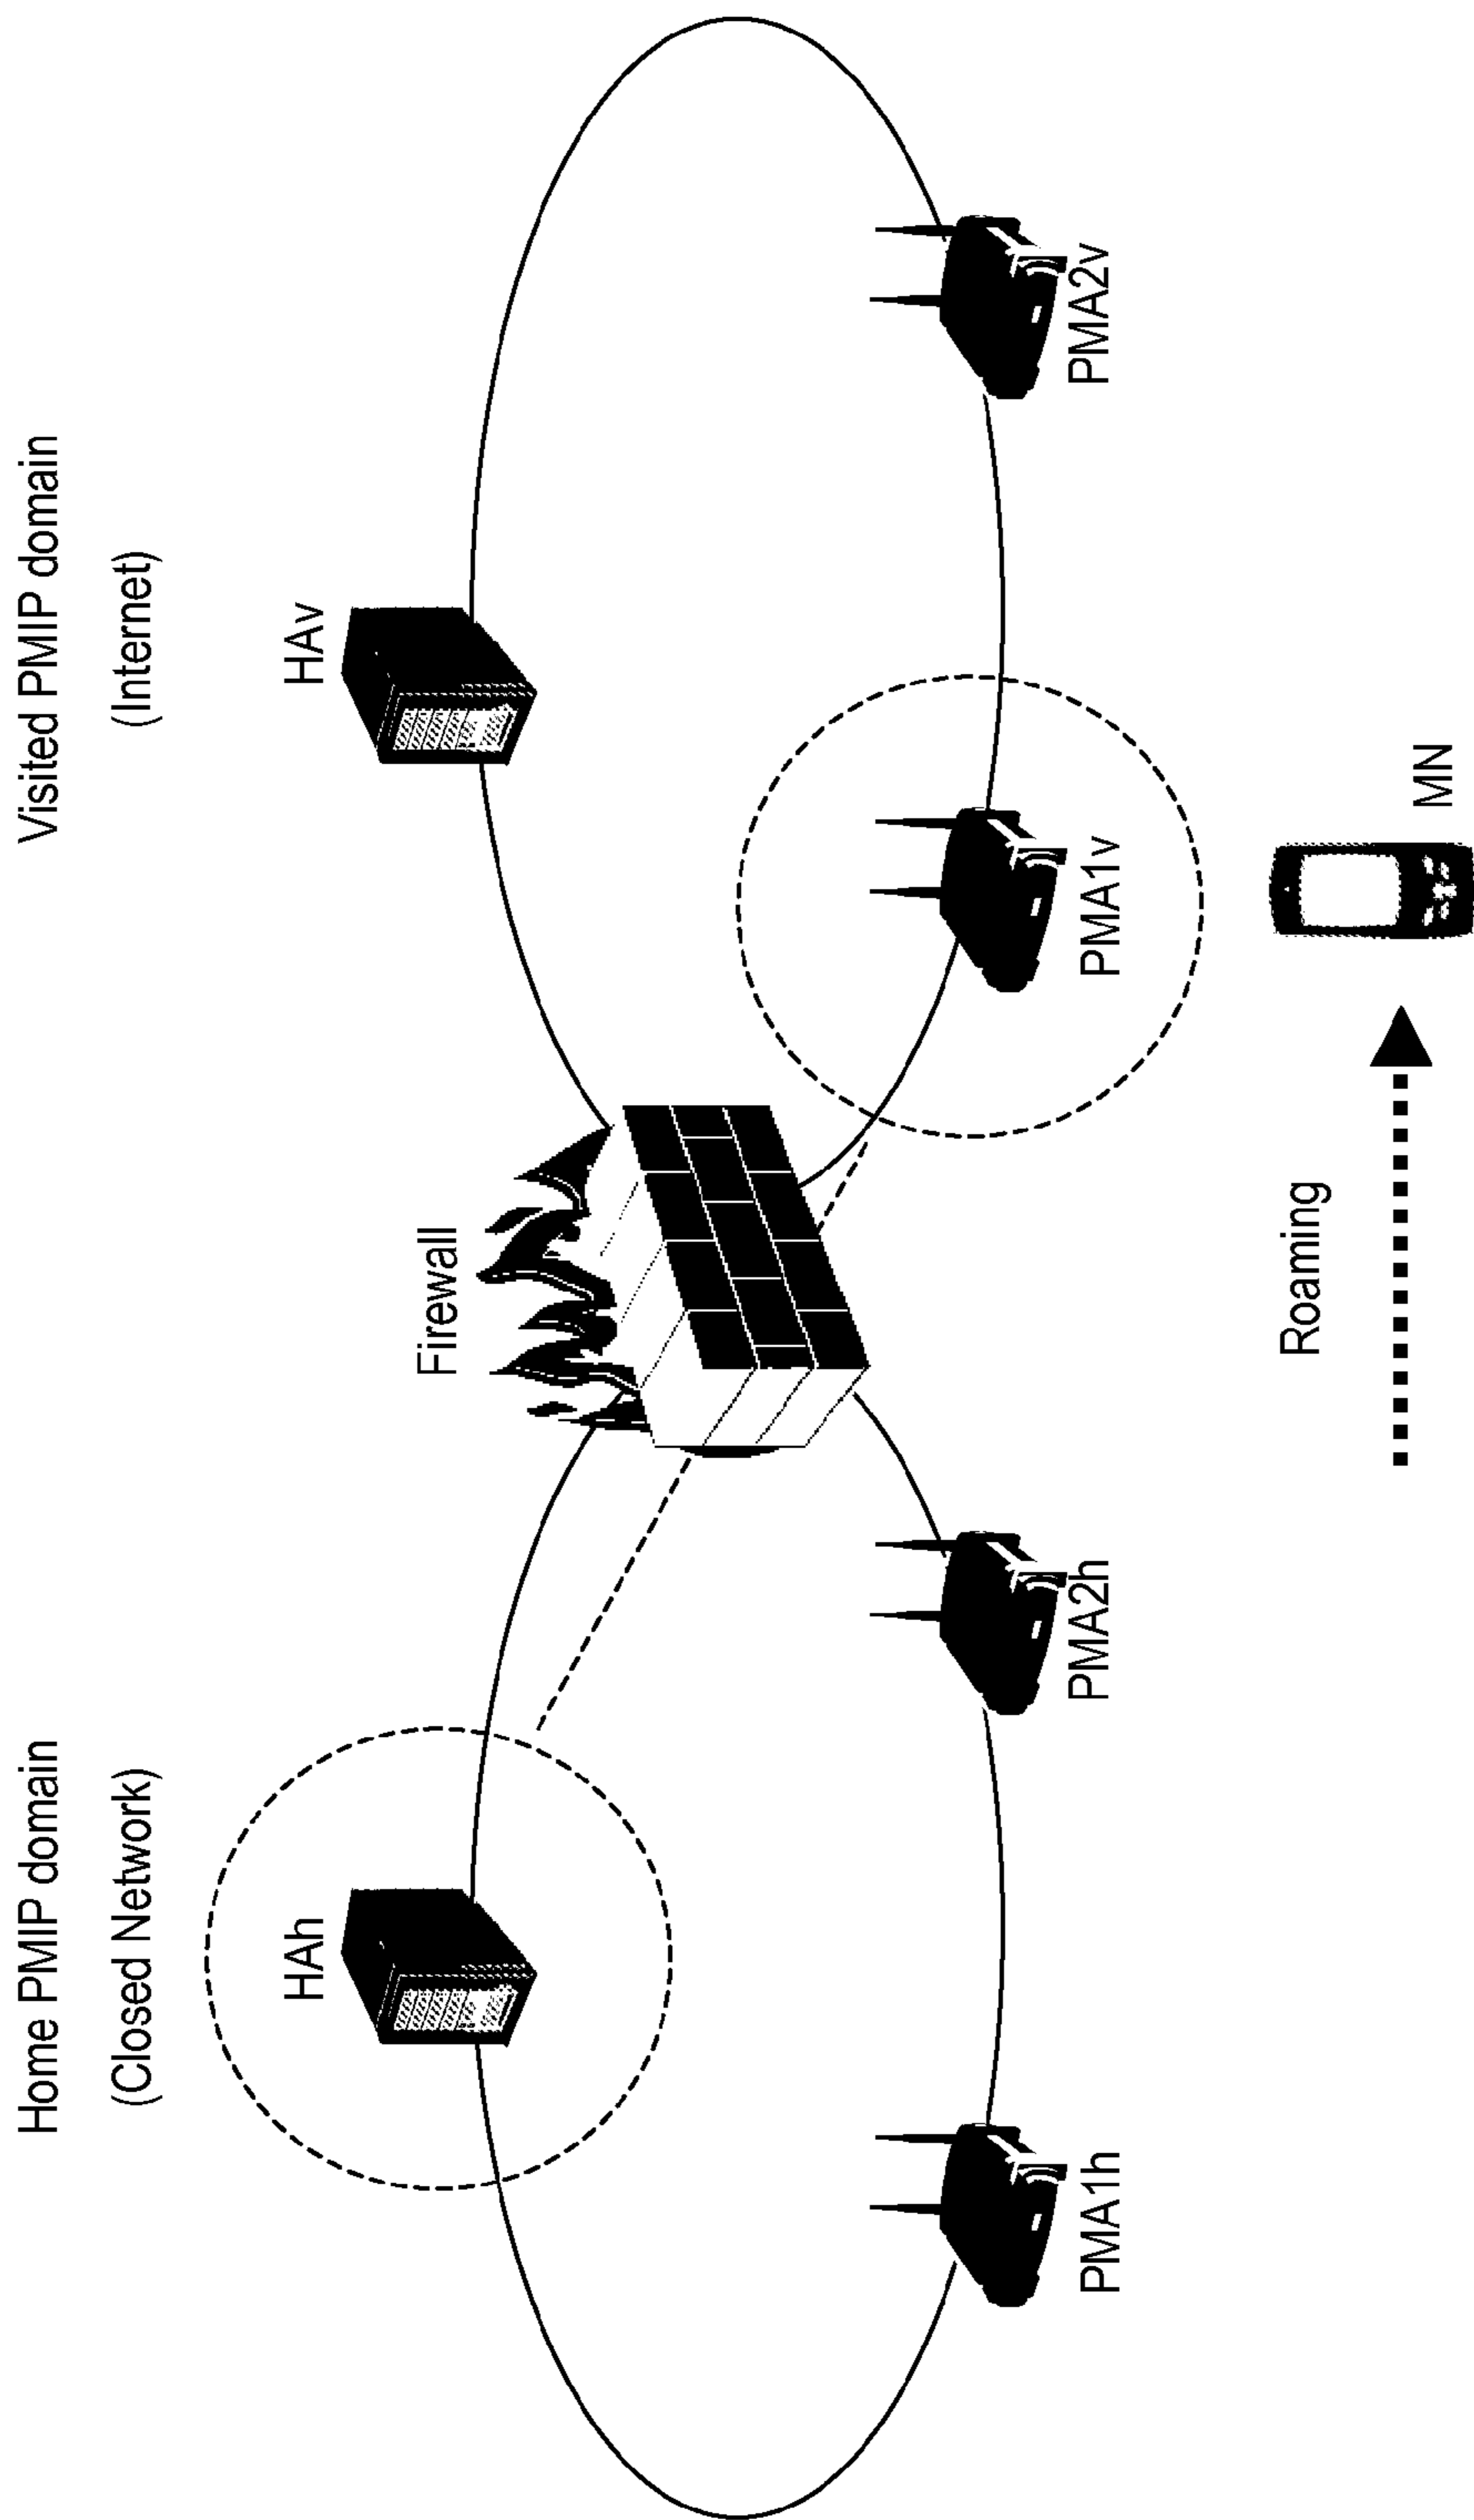 Home PMIP domain
(Closed Network)
Visited PMIP domain
(Internet)
HAh
HAv
Firewall
PMA1h
PMA2h
PMA1v
PMA2v
Roaming
MN